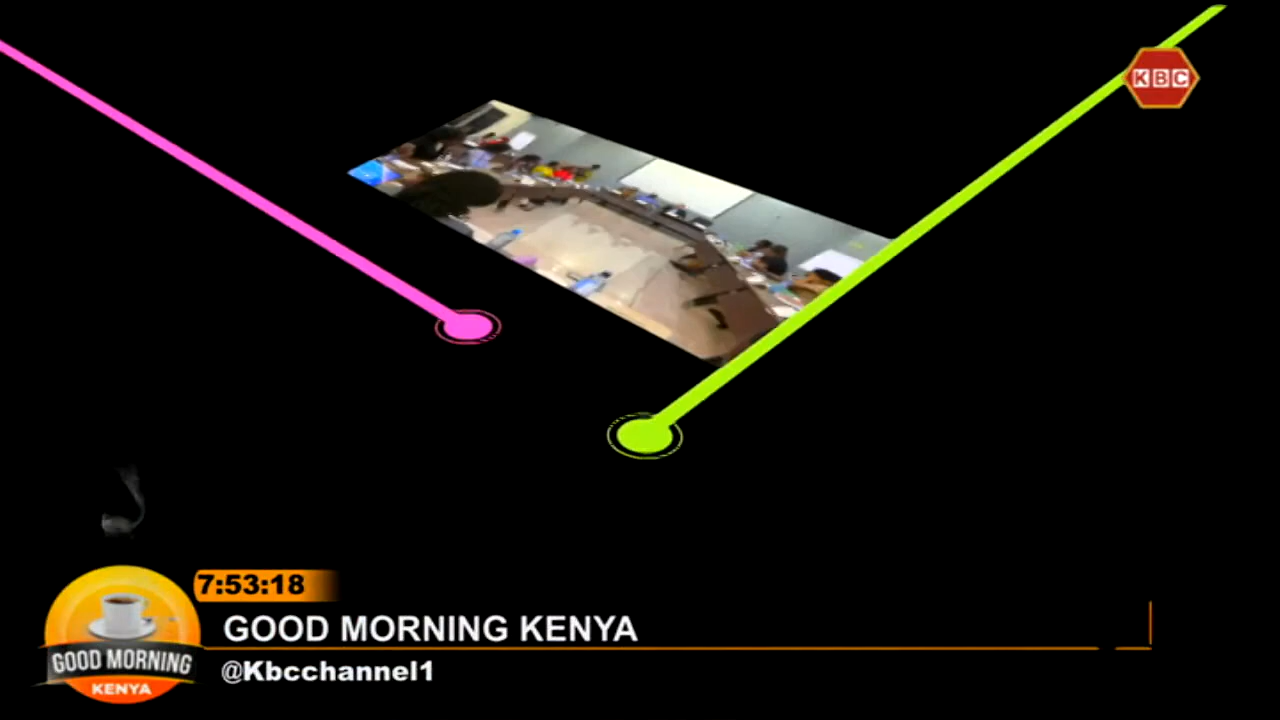 KBC
7:53:18
GOOD MORNING KENYA
@Kbcchannel1
GOOD MORNING
KENYA